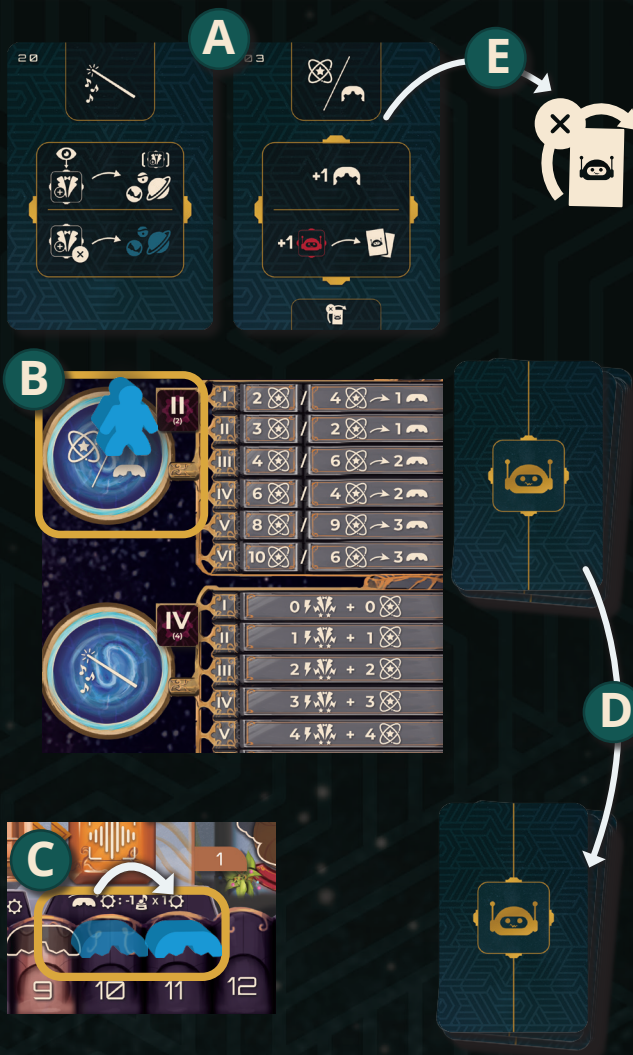 A
20
03
E
+1
+1
B
II
(2)
I 2 / 4 1
II 3 / 2 1
III 4 / 6 2
IV 6 / 4 2
V 8 / 9 3
VI 10 / 6 3
IV
(4)
I 0 + 0
II 1 + 1
III 2 + 2
IV 3 + 3
V 4 + 4
D
C
1
:-1 x1
9 10 11 12